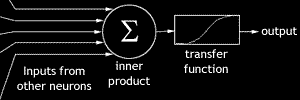 Σ
output
Inputs from
other neurons
inner
product
transfer
function